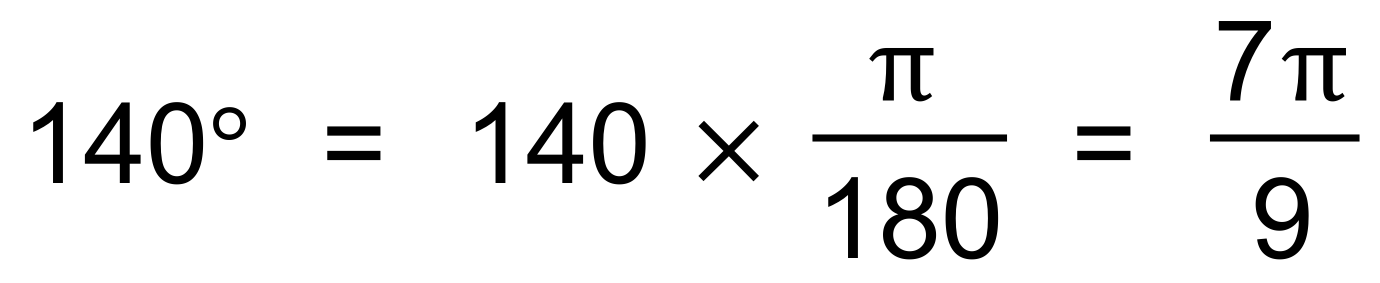 140° = 140 × π/180 = 7π/9